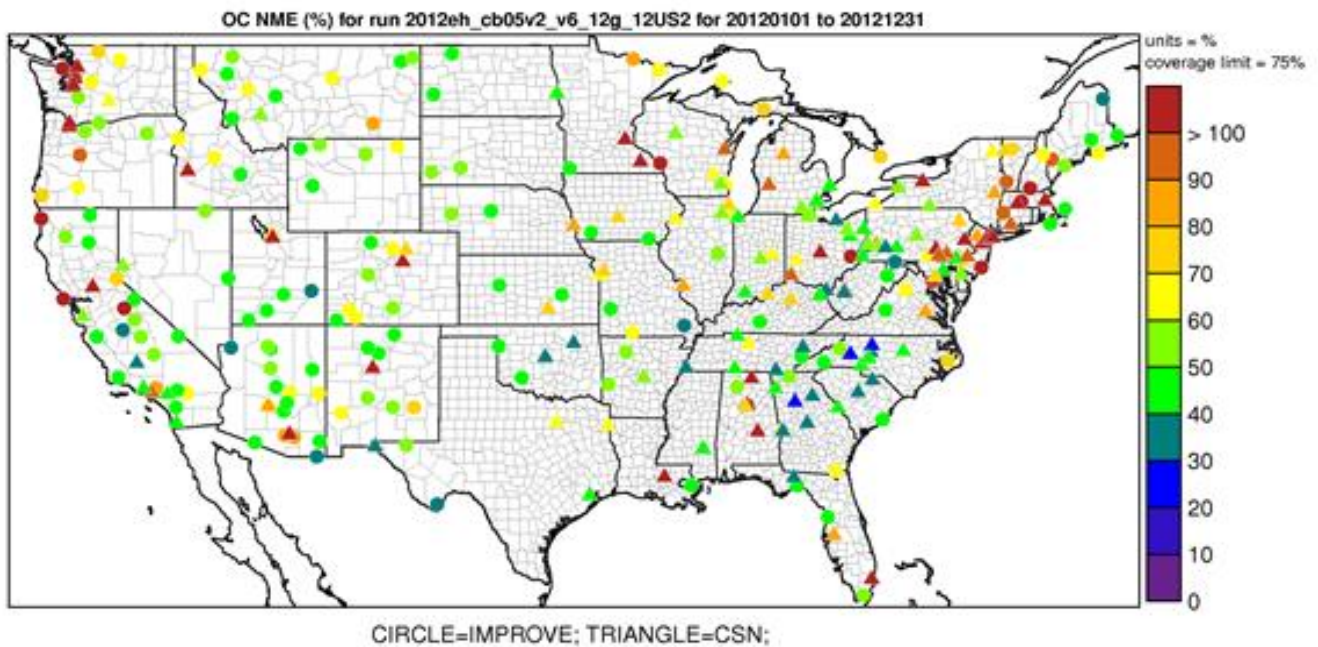 OC NME (%) for run 2012eh_cb05v2_v6_12g_12US2 for 20120101 to 20121231
units = %
coverage limit = 75%
> 100
90
80
70
60
50
40
30
20
10
0
CIRCLE=IMPROVE; TRIANGLE=CSN;